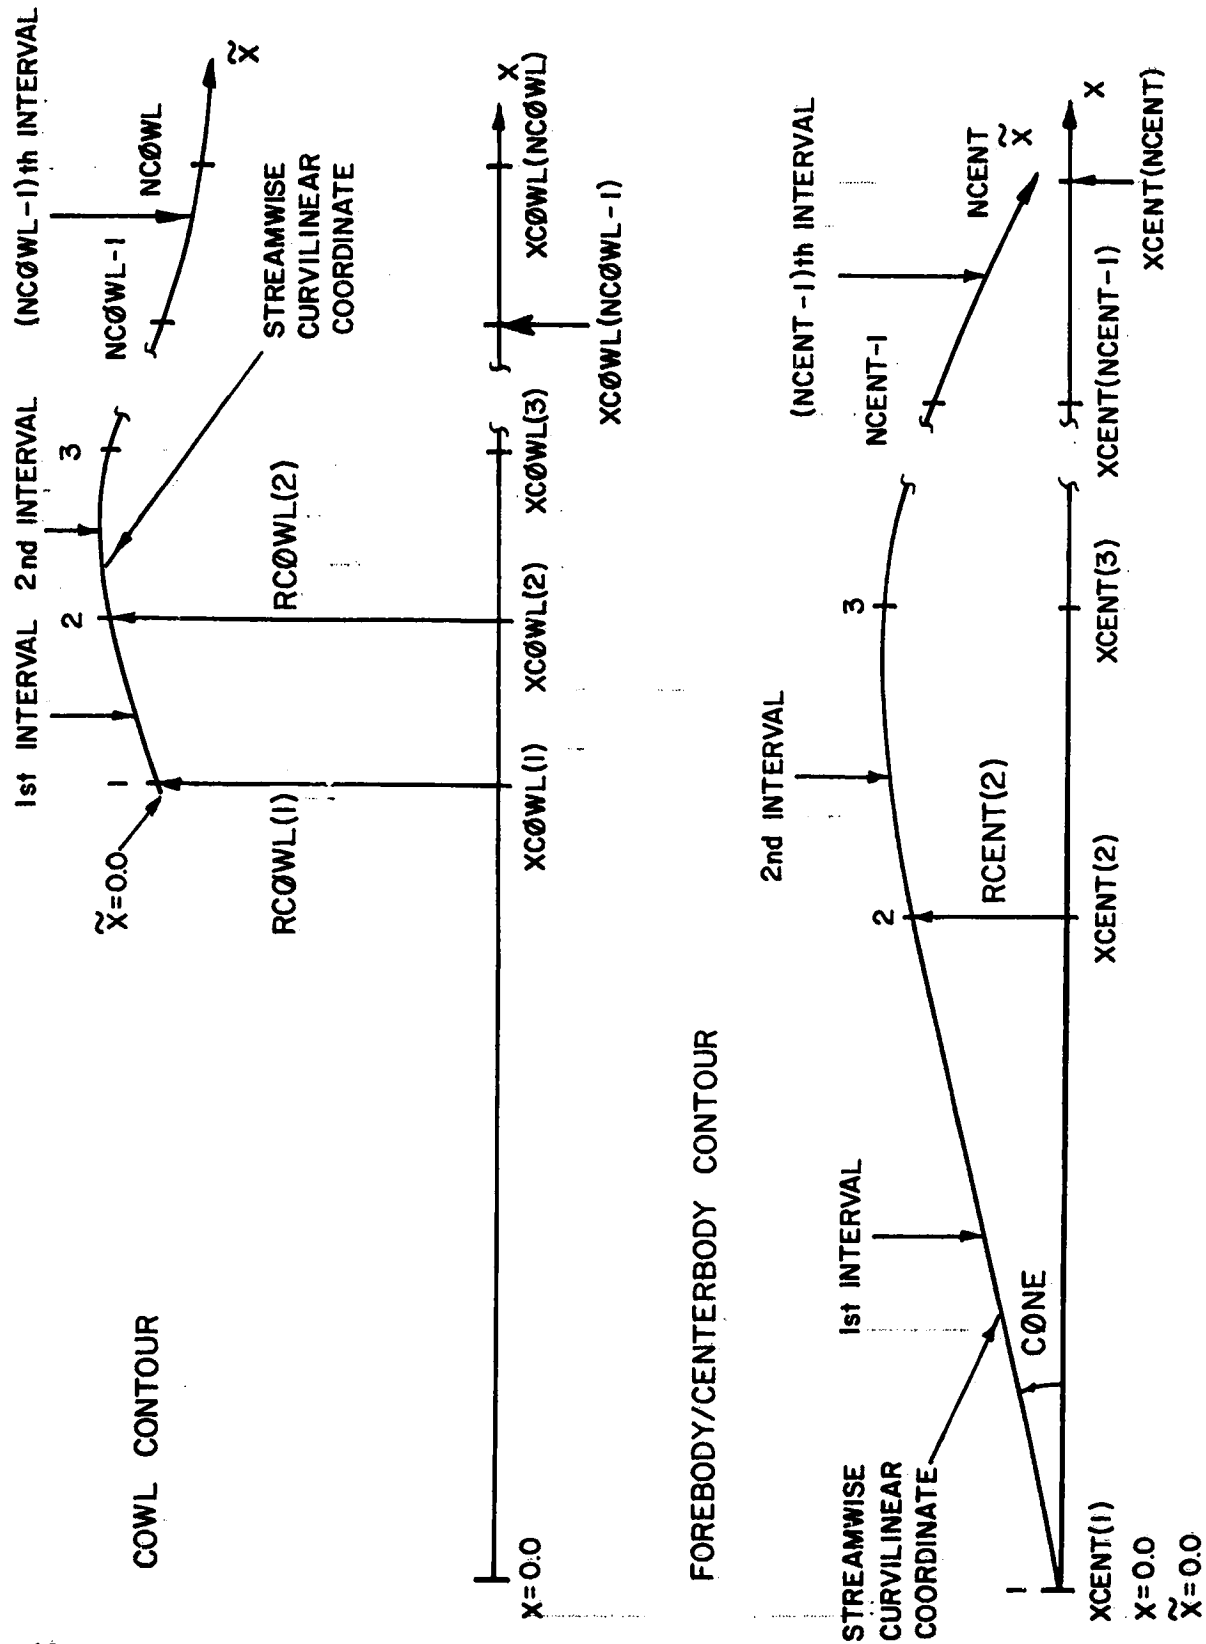 COWL CONTOUR
1st INTERVAL
2nd INTERVAL
(NCØWL-1)th INTERVAL
1
2
3
NCØWL-1
NCØWL
x̃
x̃=0.0
STREAMWISE
CURVILINEAR
COORDINATE
RCØWL(1)
RCØWL(2)
X=0.0
XCØWL(1)
XCØWL(2)
XCØWL(3)
XCØWL(NCØWL-1)
XCØWL(NCØWL)
X
FOREBODY/CENTERBODY CONTOUR
STREAMWISE
CURVILINEAR
COORDINATE
1st INTERVAL
2nd INTERVAL
(NCENT-1)th INTERVAL
1
2
3
NCENT-1
NCENT
x̃
CØNE
RCENT(2)
XCENT(1)
X=0.0
x̃=0.0
XCENT(2)
XCENT(3)
XCENT(NCENT-1)
XCENT(NCENT)
X